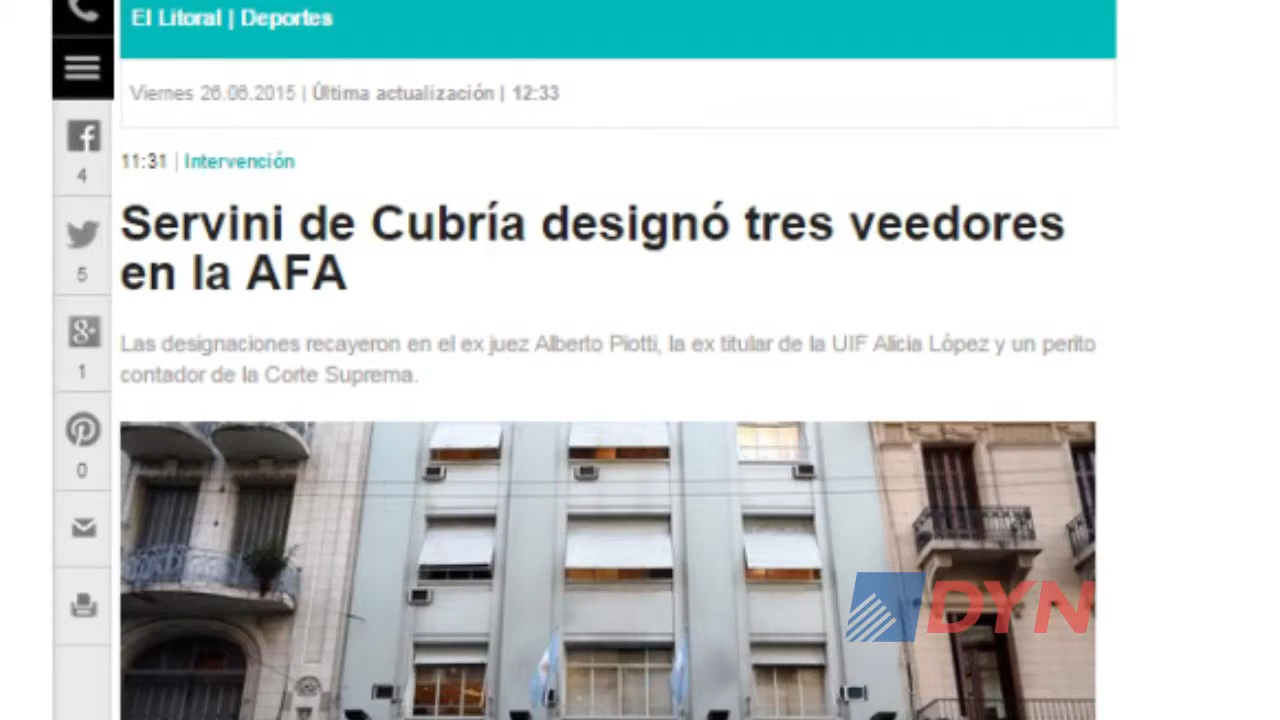 El Litoral | Deportes
Viernes 26.06.2015 | Última actualización | 12:33
11:31 | Intervención
Servini de Cubría designó tres veedores
en la AFA
Las designaciones recayeron en el ex juez Alberto Piotti, la ex titular de la UIF Alicia López y un perito
contador de la Corte Suprema.
4
5
8+
1
0
DYN